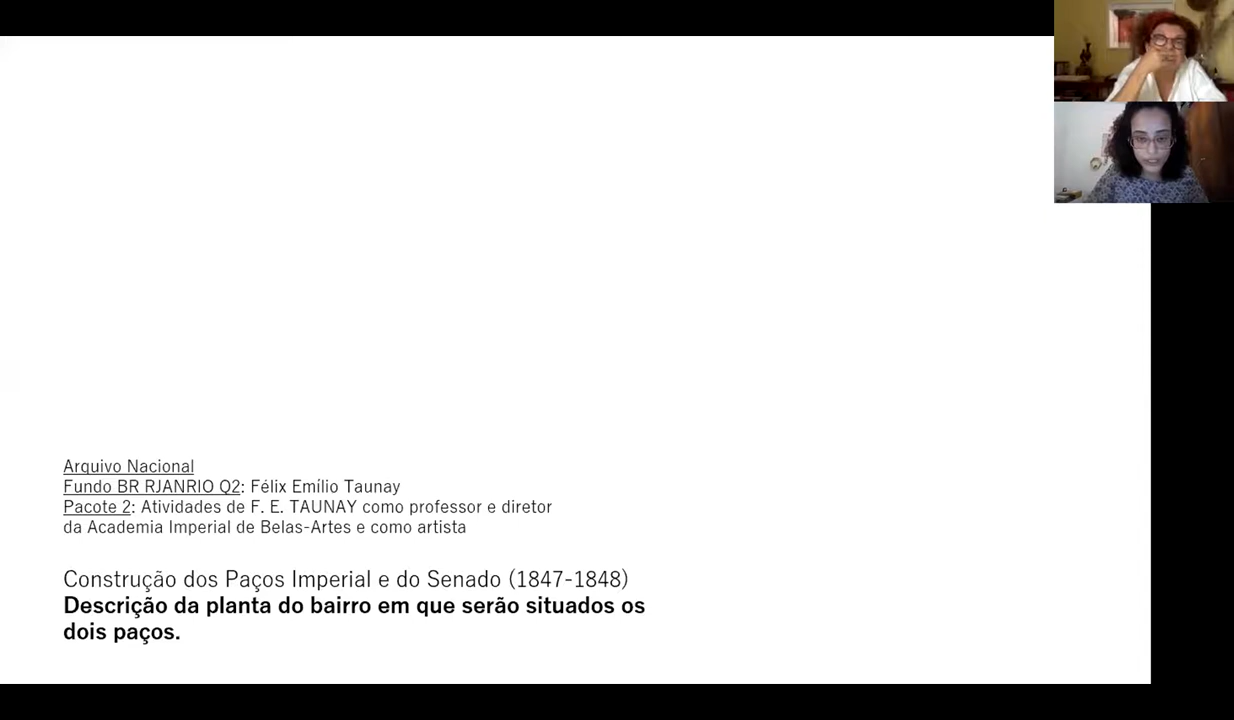 Arquivo Nacional
Fundo BR RJANRIO Q2: Félix Emílio Taunay
Pacote 2: Atividades de F. E. TAUNAY como professor e diretor
da Academia Imperial de Belas-Artes e como artista
Construção dos Paços Imperial e do Senado (1847-1848)
Descrição da planta do bairro em que serão situados os
dois paços.